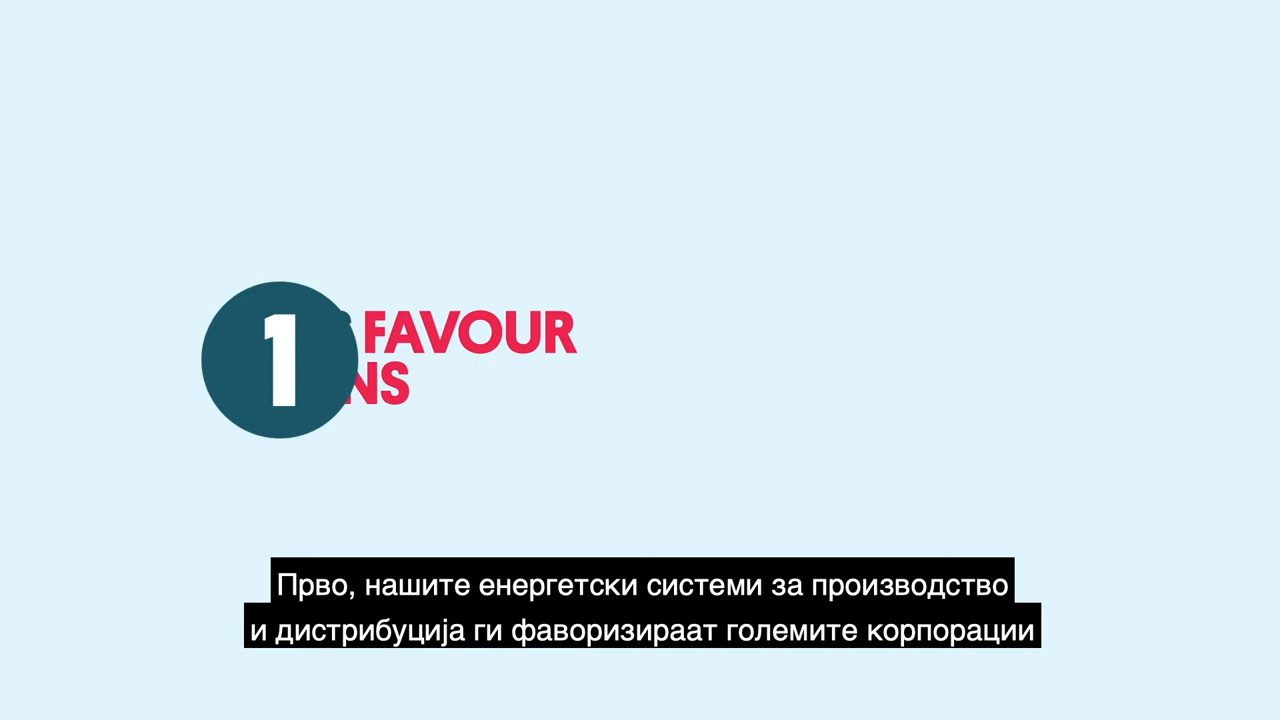 1
FAVOUR
NS
Прво, нашите енергетски системи за производство
и дистрибуција ги фаворизираат големите корпорации